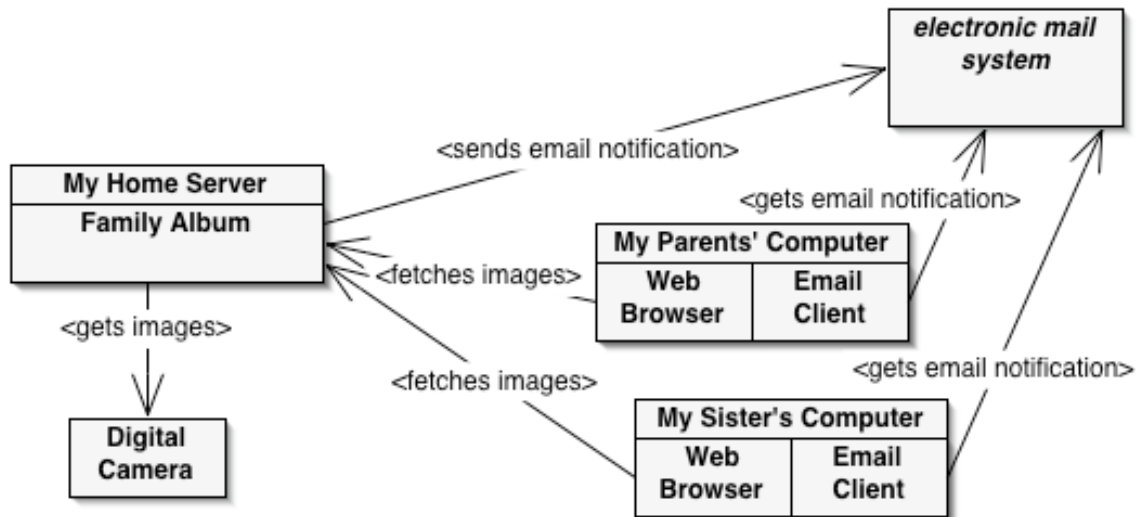 electronic mail
system
<sends email notification>
My Home Server
Family Album
<gets email notification>
My Parents' Computer
<fetches images>
Web
Browser
Email
Client
<gets images>
<fetches images>
<gets email notification>
My Sister's Computer
Digital
Camera
Web
Browser
Email
Client